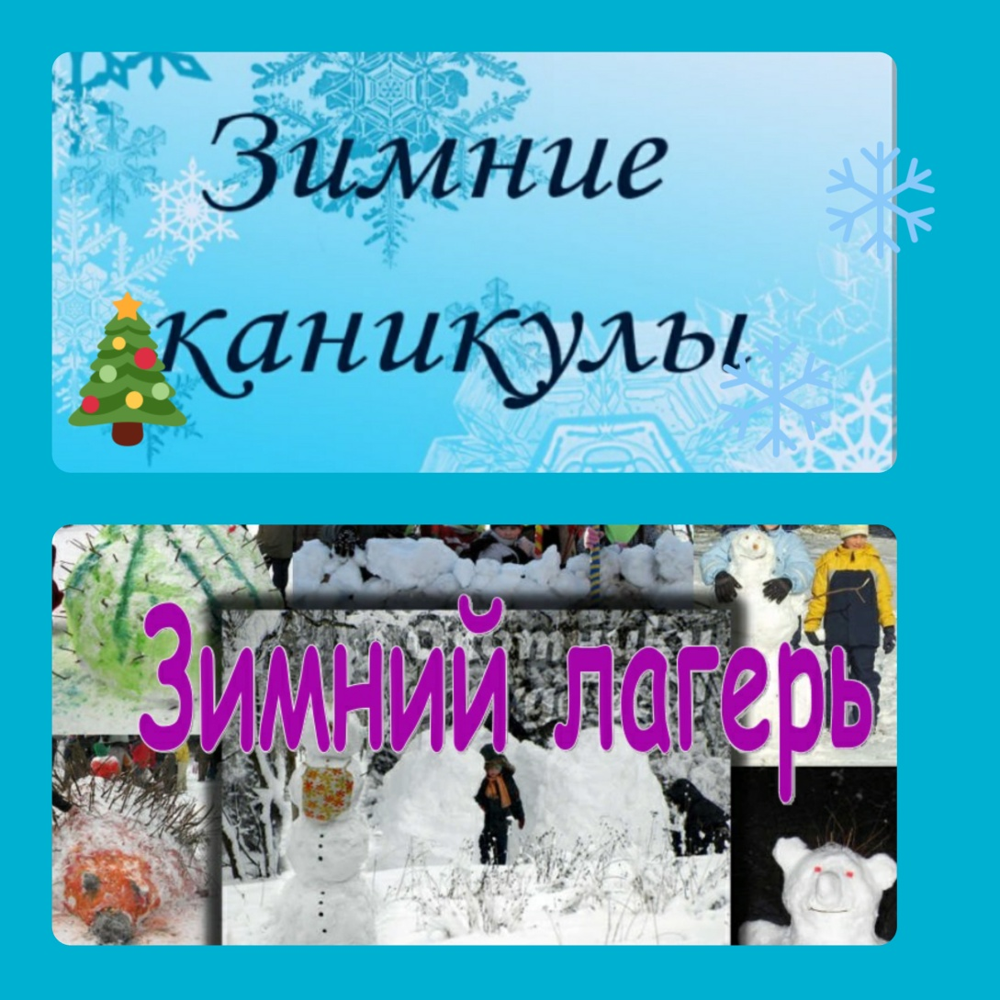 Зимние
каникулы
Зимний лагерь